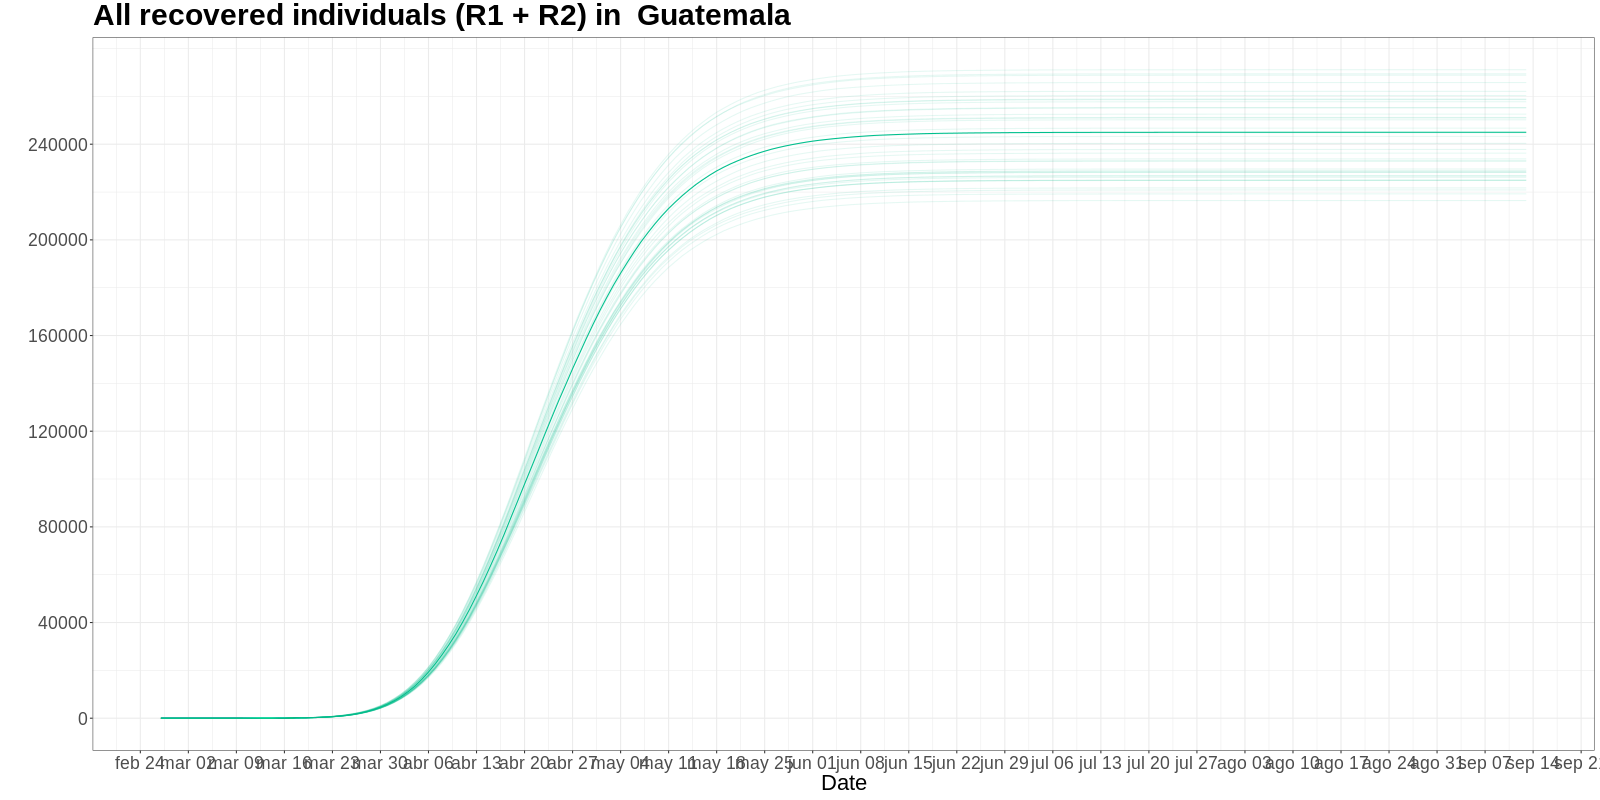 All recovered individuals (R1 + R2) in  Guatemala
240000
200000
160000
120000
80000
40000
0
feb 24 mar 02 mar 09 mar 16 mar 23 mar 30 abr 06 abr 13 abr 20 abr 27 may 04 may 11 may 18 may 25 jun 01 jun 08 jun 15 jun 22 jun 29 jul 06 jul 13 jul 20 jul 27 ago 03 ago 10 ago 17 ago 24 ago 31 sep 07 sep 14 sep 21
Date